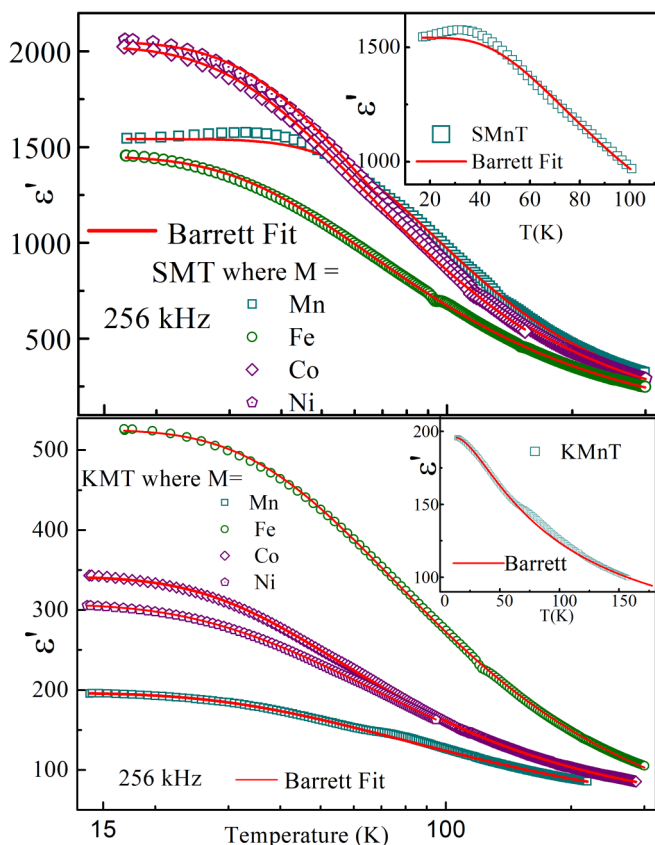 2000
1500
1000
500
ε'
Barrett Fit
SMT where M =
256 kHz
Mn
Fe
Co
Ni
1500
1000
ε'
SMnT
Barrett Fit
20 40 60 80 100
T(K)
500
400
300
200
100
ε'
KMT where M=
Mn
Fe
Co
Ni
256 kHz
Barrett Fit
200
150
100
ε'
KMnT
Barrett
0 50 100 150
T(K)
15 100
Temperature (K)